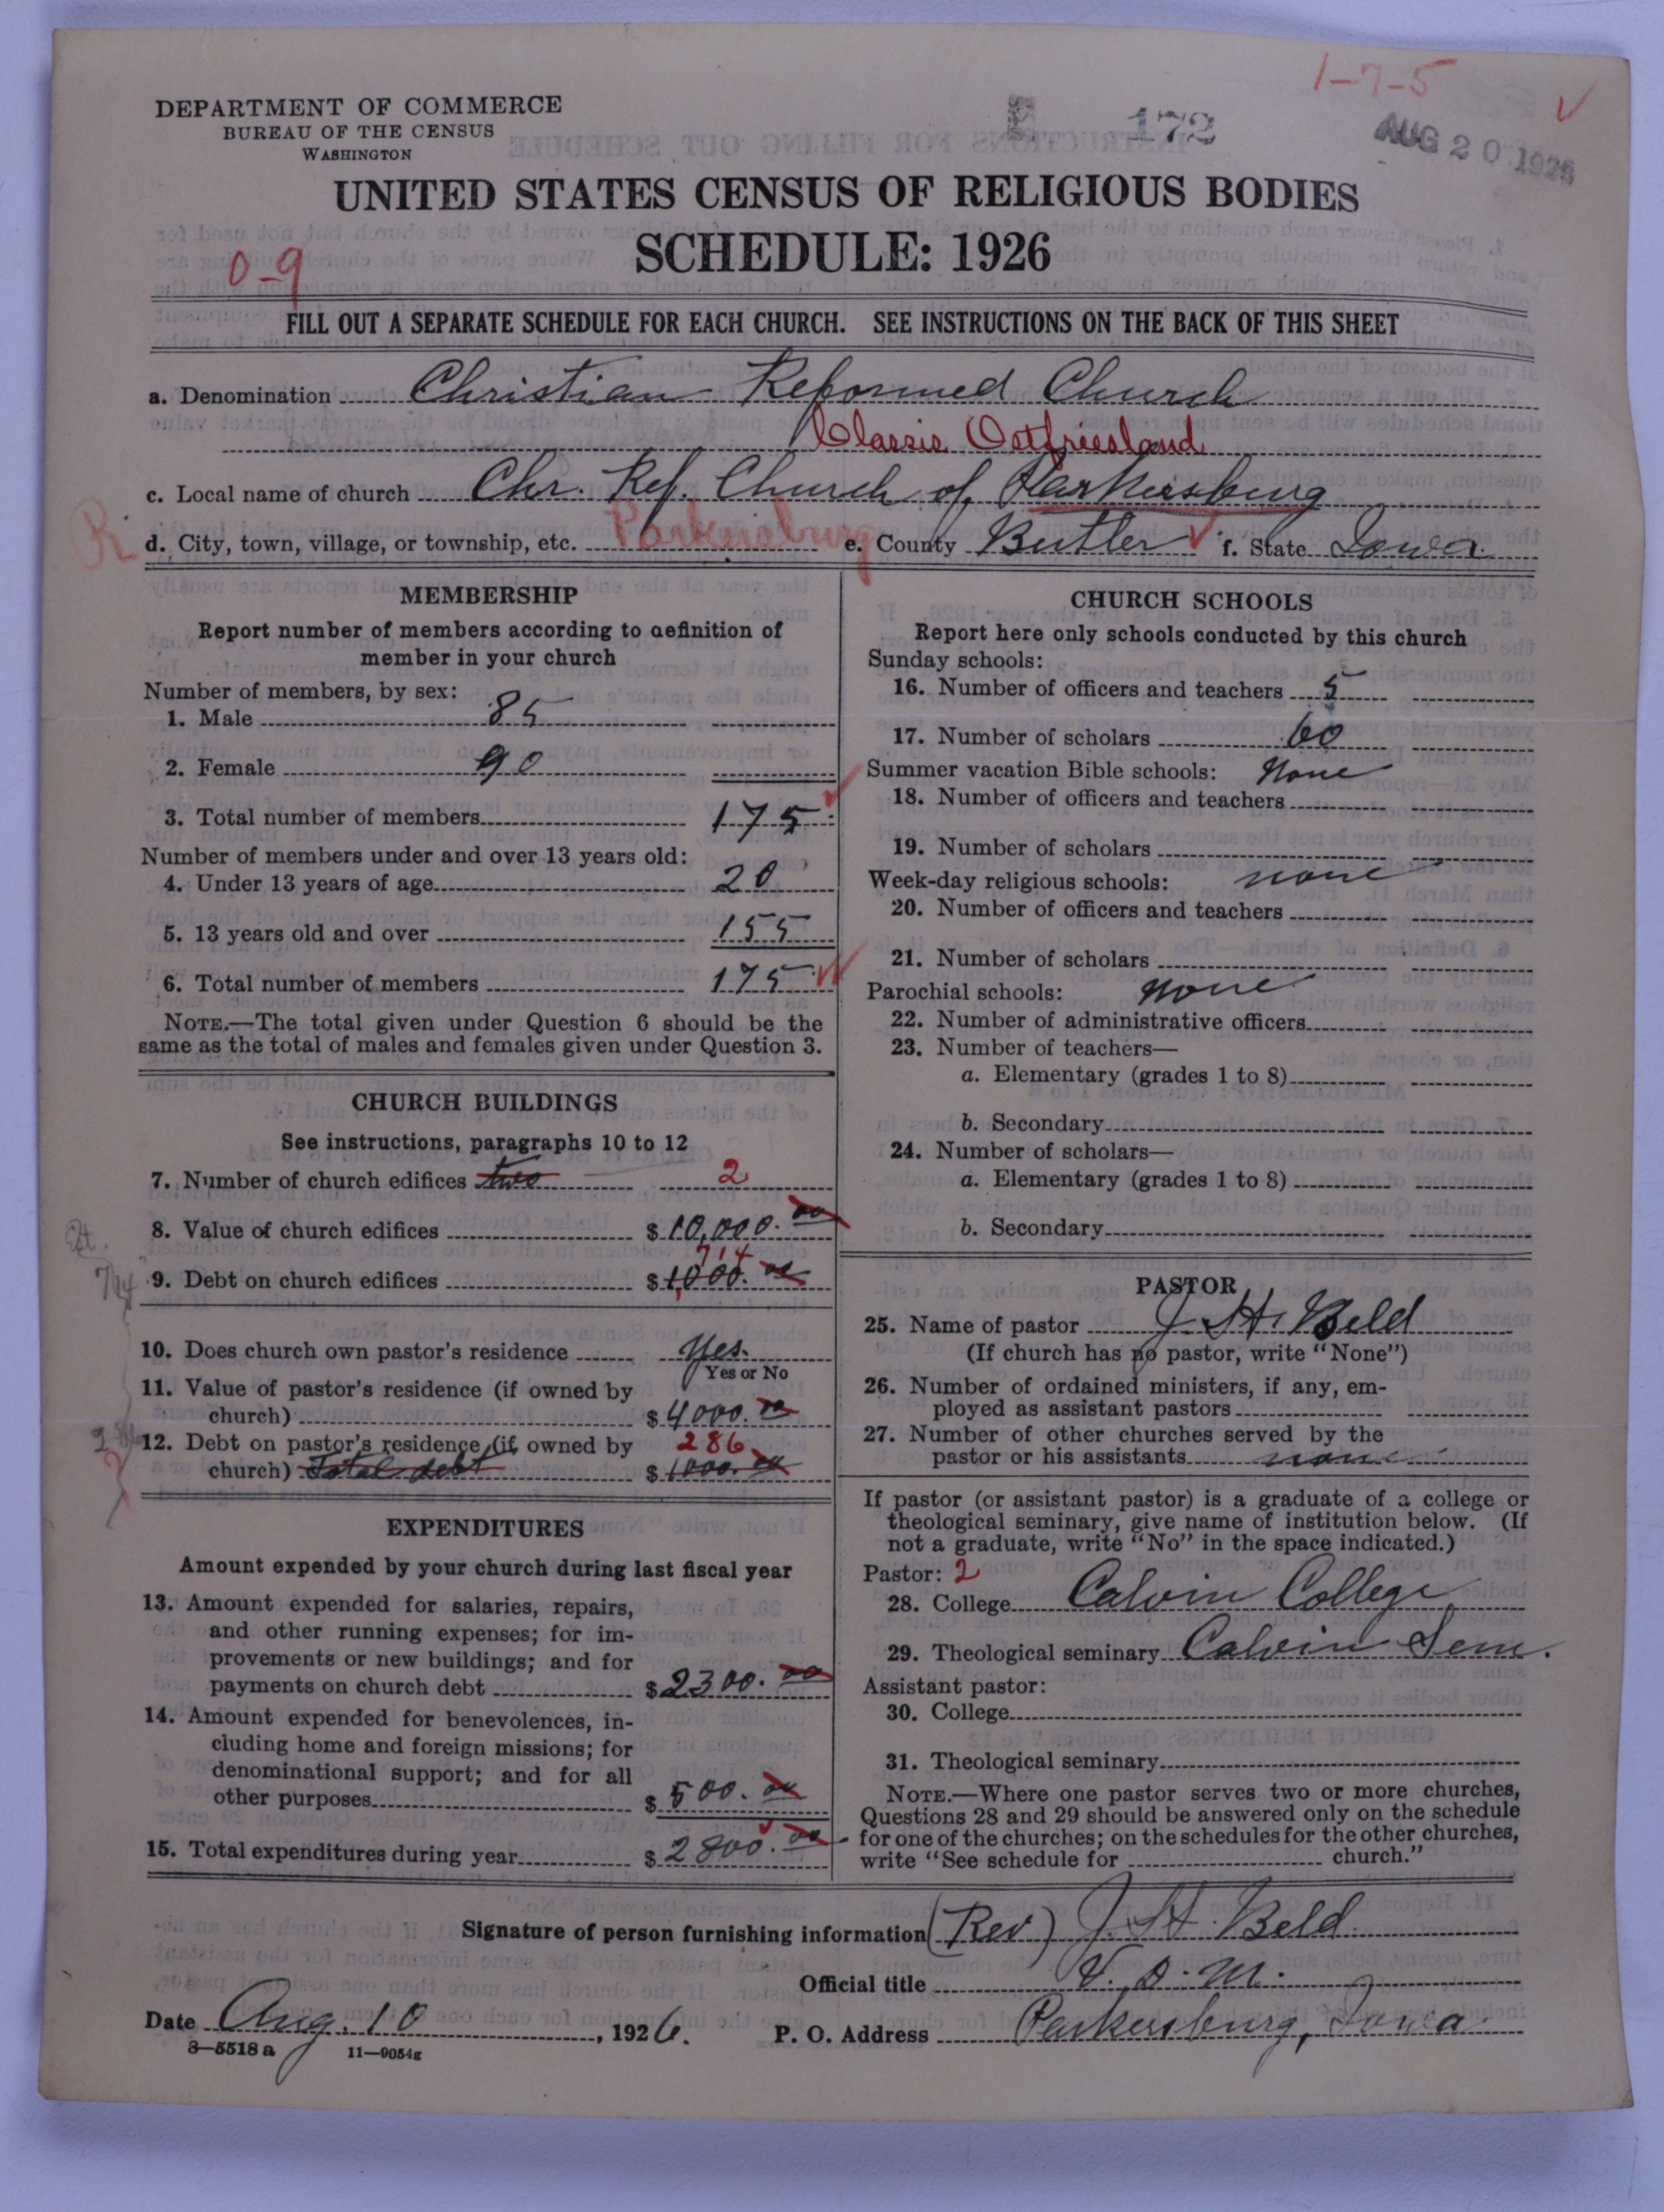 1-7-5
DEPARTMENT OF COMMERCE
BUREAU OF THE CENSUS
WASHINGTON
E 172
AUG 20 1926
UNITED STATES CENSUS OF RELIGIOUS BODIES
SCHEDULE: 1926
0-9
FILL OUT A SEPARATE SCHEDULE FOR EACH CHURCH. SEE INSTRUCTIONS ON THE BACK OF THIS SHEET
a. Denomination Christian Reformed Church
Classis Ostfriesland
c. Local name of church Chr. Ref. Church of Parkersburg
R d. City, town, village, or township, etc. Parkersburg e. County Butler f. State Iowa.
MEMBERSHIP
Report number of members according to definition of
member in your church
Number of members, by sex:
1. Male 85
2. Female 90
3. Total number of members 175
Number of members under and over 13 years old:
4. Under 13 years of age 20
5. 13 years old and over 155
6. Total number of members 175
NOTE.—The total given under Question 6 should be the
same as the total of males and females given under Question 3.
CHURCH BUILDINGS
See instructions, paragraphs 10 to 12
7. Number of church edifices two 2
8. Value of church edifices $ 10,000. 00
Est. 714
714
9. Debt on church edifices $ 1000. 00
10. Does church own pastor's residence Yes.
Yes or No
11. Value of pastor's residence (if owned by
church) $ 4000. 00
286 12. Debt on pastor's residence (if owned by 286
church) Total debt $ 1000. 00
EXPENDITURES
Amount expended by your church during last fiscal year
13. Amount expended for salaries, repairs,
and other running expenses; for im-
provements or new buildings; and for
payments on church debt $ 2300. 00
14. Amount expended for benevolences, in-
cluding home and foreign missions; for
denominational support; and for all
other purposes $ 500. 00
15. Total expenditures during year $ 2800. 00
CHURCH SCHOOLS
Report here only schools conducted by this church
Sunday schools:
16. Number of officers and teachers 5
17. Number of scholars 60
Summer vacation Bible schools: None
18. Number of officers and teachers
19. Number of scholars
Week-day religious schools: none
20. Number of officers and teachers
21. Number of scholars
Parochial schools: none
22. Number of administrative officers
23. Number of teachers—
a. Elementary (grades 1 to 8)
b. Secondary
24. Number of scholars—
a. Elementary (grades 1 to 8)
b. Secondary
PASTOR
25. Name of pastor J. H. Beld
(If church has no pastor, write "None")
26. Number of ordained ministers, if any, em-
ployed as assistant pastors
27. Number of other churches served by the
pastor or his assistants none
If pastor (or assistant pastor) is a graduate of a college or
theological seminary, give name of institution below. (If
not a graduate, write "No" in the space indicated.)
Pastor: 2
28. College Calvin College
29. Theological seminary Calvin Sem.
Assistant pastor:
30. College
31. Theological seminary
NOTE.—Where one pastor serves two or more churches,
Questions 28 and 29 should be answered only on the schedule
for one of the churches; on the schedules for the other churches,
write "See schedule for church."
Signature of person furnishing information (Rev) J. H. Beld
Official title V. D. M.
Date Aug. 10, 1926. P. O. Address Parkersburg, Iowa
8—5518 a 11—9054g